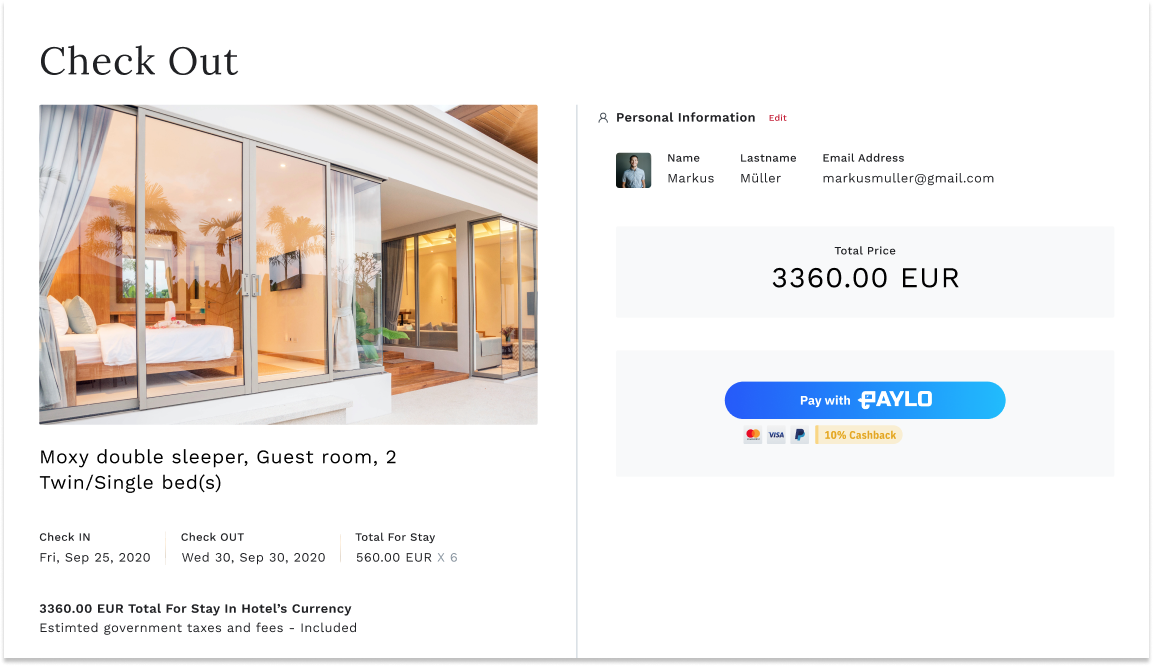 Check Out
Moxy double sleeper, Guest room, 2
Twin/Single bed(s)
Check IN
Fri, Sep 25, 2020
Check OUT
Wed 30, Sep 30, 2020
Total For Stay
560.00 EUR X 6
3360.00 EUR Total For Stay In Hotel’s Currency
Estimted government taxes and fees - Included
Personal Information Edit
Name
Markus
Lastname
Müller
Email Address
markusmuller@gmail.com
Total Price
3360.00 EUR
Pay with PAYLO
VISA
10% Cashback